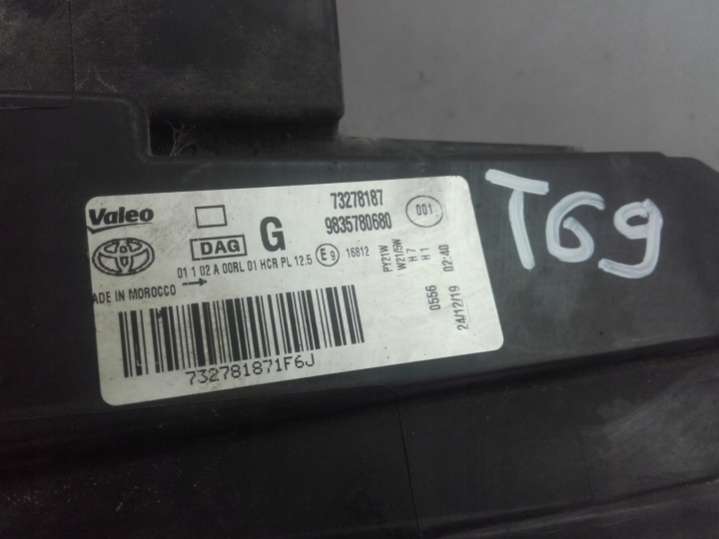 Valeo
73278187
9835780680
001
DAG
G
01 1 02 A 00RL 01 HCR PL 12.5
E9
16812
PY21W
W21/5W
H7
H1
ADE IN MOROCCO
0556
24/12/19 02:40
732781871F6J
T69